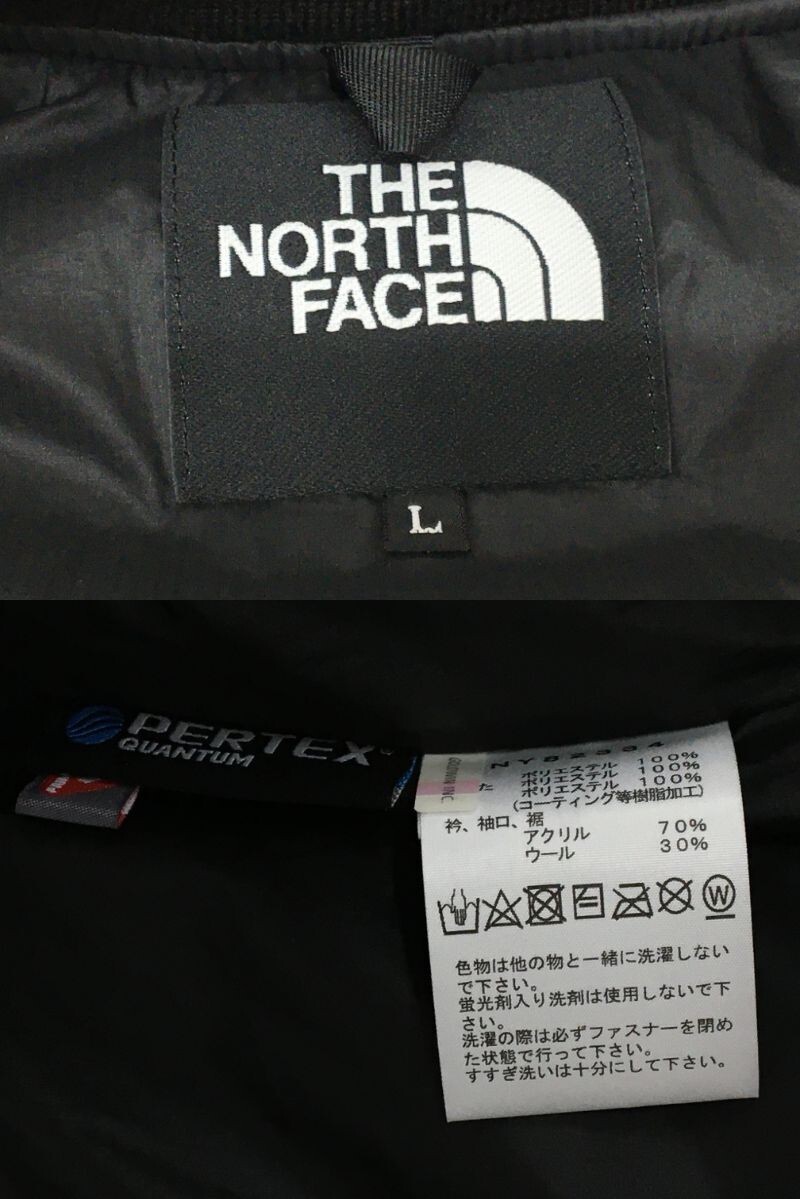 THE
NORTH
FACE
L
PERTEX
QUANTUM
GOLDWIN INC
NY82334
ポリエステル 100%
ポリエステル 100%
た ポリエステル 100%
(コーティング等樹脂加工)
衿、袖口、裾
アクリル 70%
ウール 30%
W
色物は他の物と一緒に洗濯しない
で下さい。
蛍光剤入り洗剤は使用しないで下
さい。
洗濯の際は必ずファスナーを閉め
た状態で行って下さい。
すすぎ洗いは十分にして下さい。